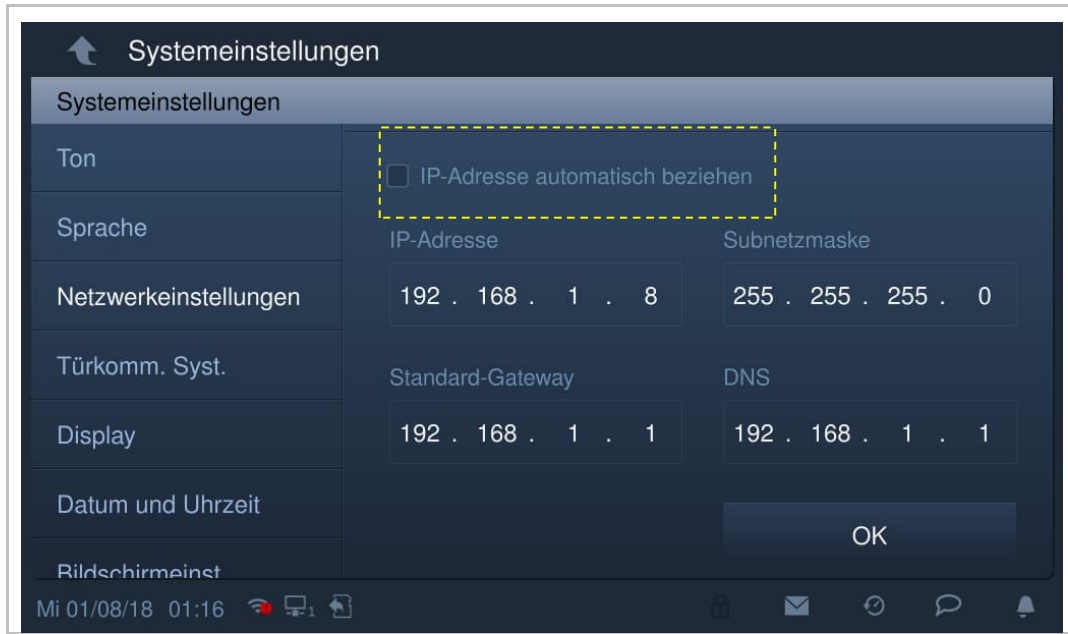 Systemeinstellungen
Systemeinstellungen
Ton
Sprache
Netzwerkeinstellungen
Türkomm. Syst.
Display
Datum und Uhrzeit
Bildschirmeinst
IP-Adresse automatisch beziehen
IP-Adresse
Subnetzmaske
192 . 168 . 1 . 8
255 . 255 . 255 . 0
Standard-Gateway
DNS
192 . 168 . 1 . 1
192 . 168 . 1 . 1
OK
Mi 01/08/18 01:16
1